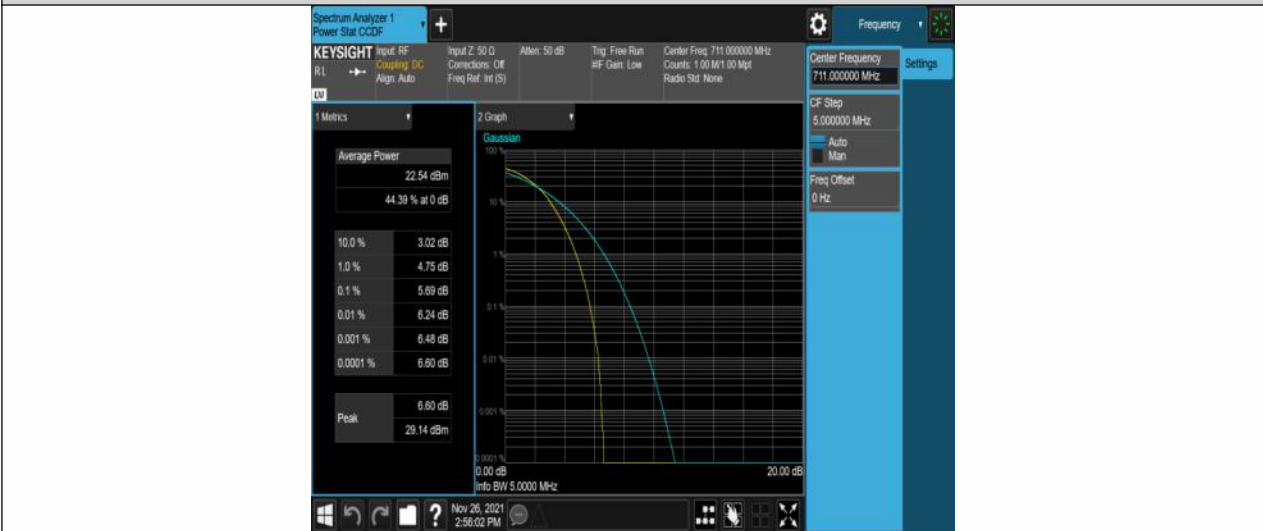 Spectrum Analyzer 1
Power Stat CCDF
Frequency
KEYSIGHT
R L
Input: RF
Coupling: DC
Align: Auto
Input Z: 50 Ω
Corrections: Off
Freq Ref: Int (S)
Atten: 50 dB
Trig: Free Run
#IF Gain: Low
Center Freq: 711.000000 MHz
Counts: 1.00 M/1.00 Mpt
Radio Std: None
Center Frequency
711.000000 MHz
Settings
CF Step
5.000000 MHz
Auto
Man
Freq Offset
0 Hz
1 Metrics
Average Power
22.54 dBm
44.39 % at 0 dB
10.0 % 3.02 dB
1.0 % 4.75 dB
0.1 % 5.69 dB
0.01 % 6.24 dB
0.001 % 6.48 dB
0.0001 % 6.60 dB
Peak
6.60 dB
29.14 dBm
2 Graph
Gaussian
100 %
10 %
1 %
0.1 %
0.01 %
0.001 %
0.0001 %
0.00 dB
20.00 dB
Info BW 5.0000 MHz
Nov 26, 2021
2:56:02 PM